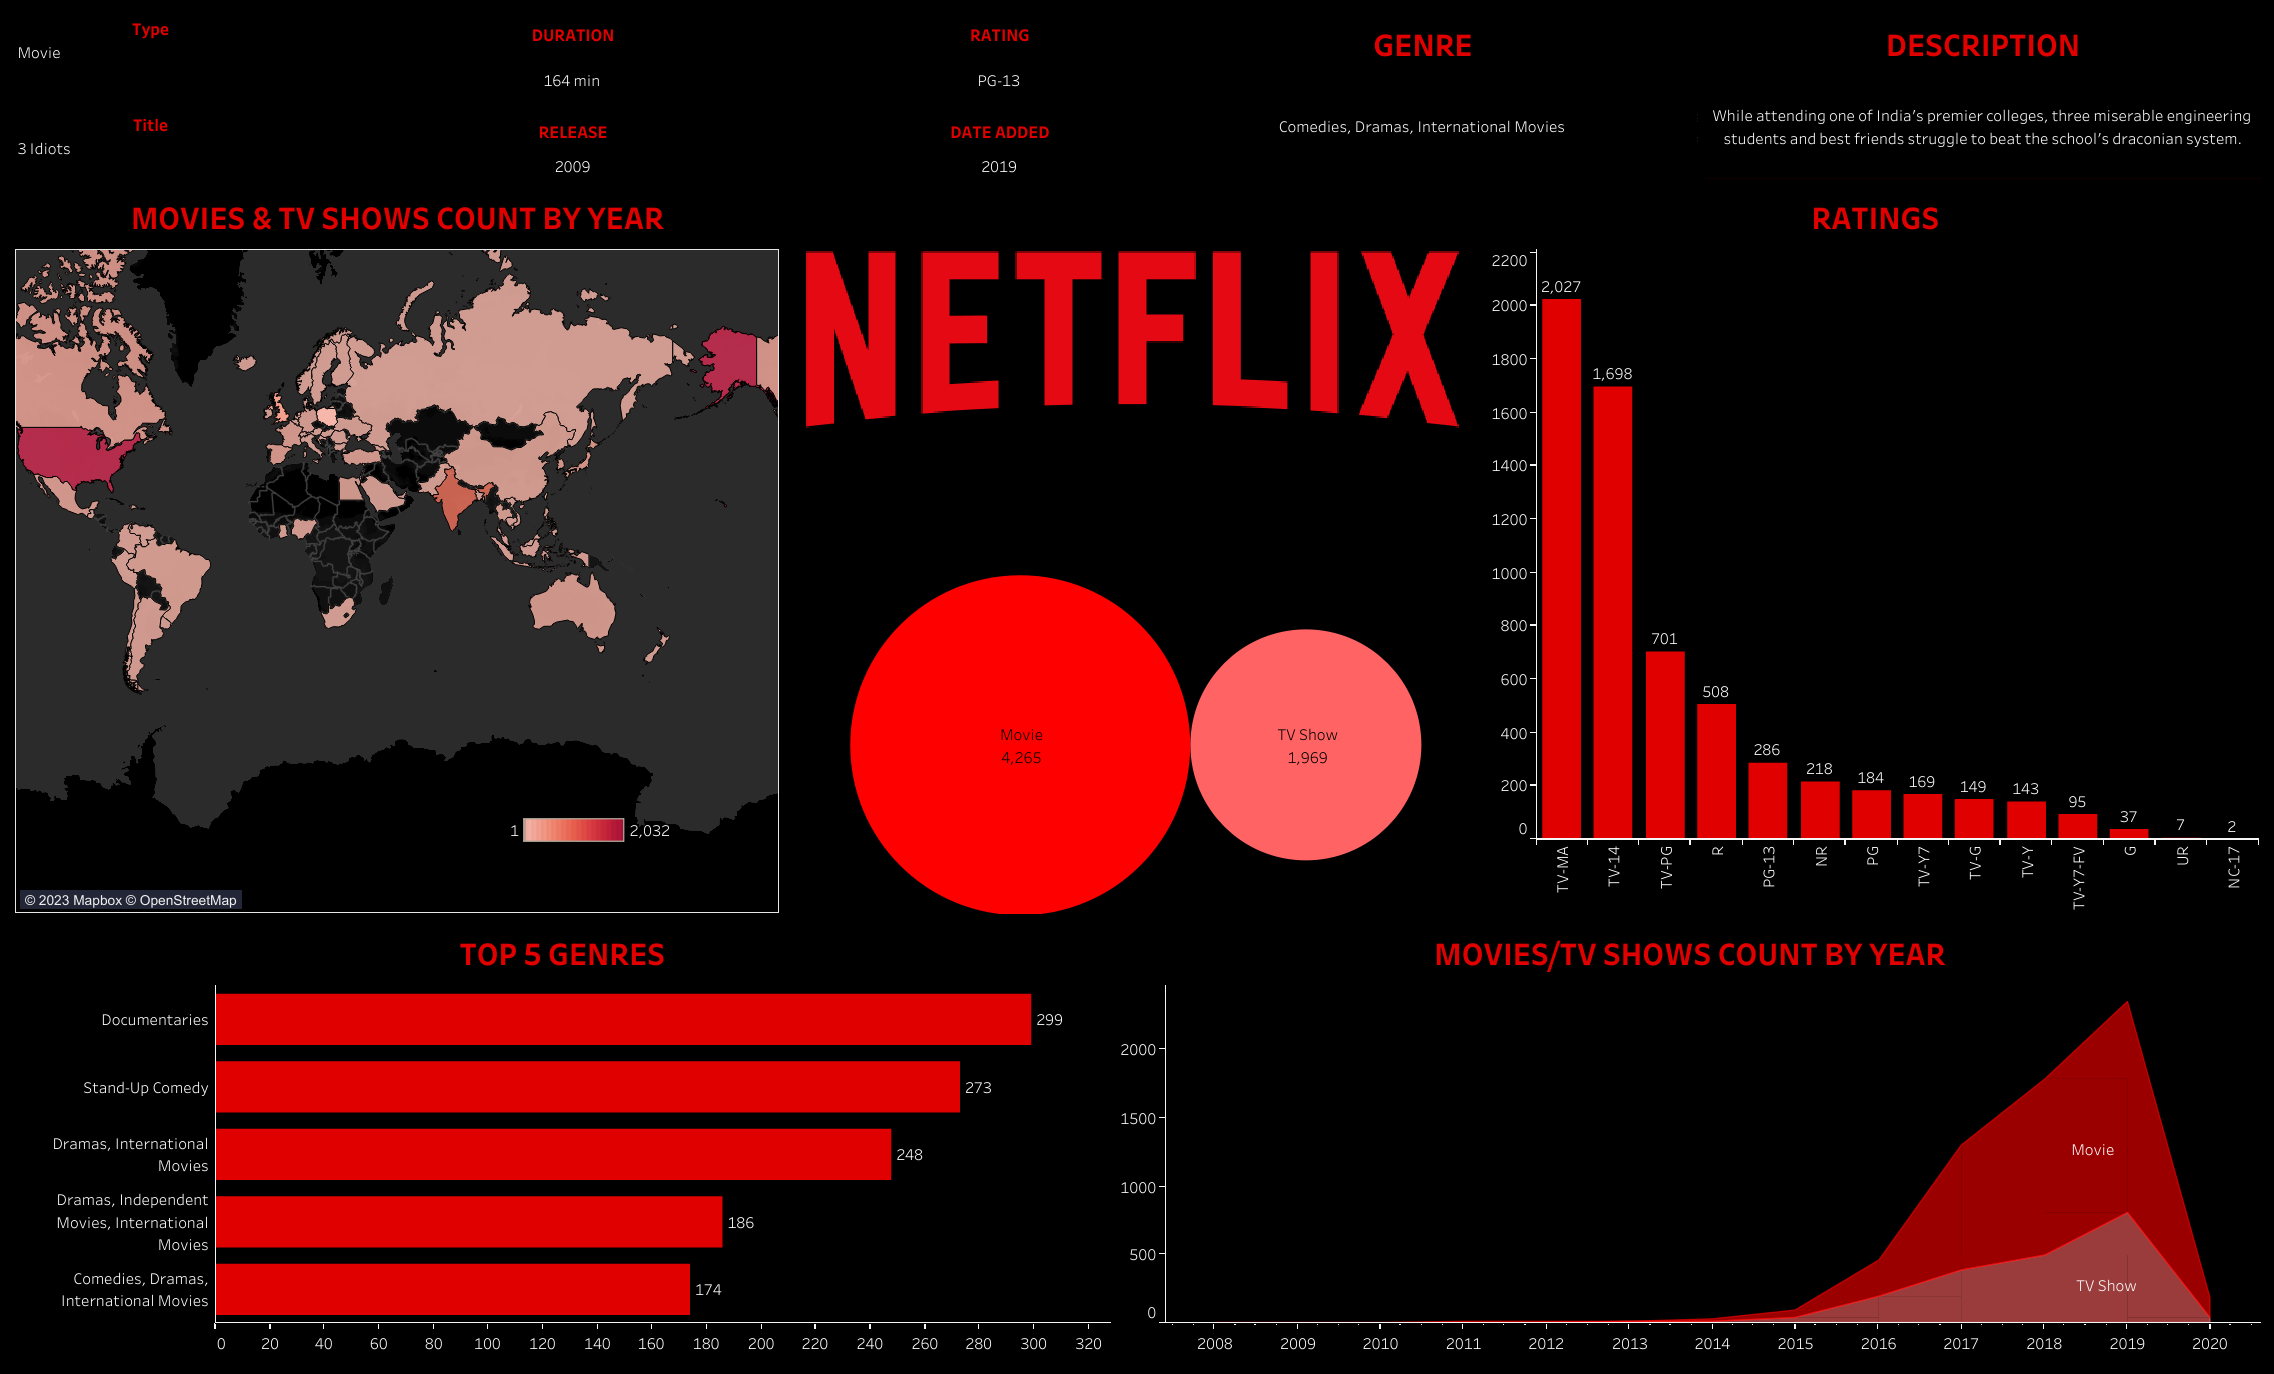 Type
Movie
DURATION
164 min
RATING
PG-13
GENRE
Comedies, Dramas, International Movies
DESCRIPTION
While attending one of India's premier colleges, three miserable engineering
students and best friends struggle to beat the school's draconian system.
Title
3 Idiots
RELEASE
2009
DATE ADDED
2019
MOVIES & TV SHOWS COUNT BY YEAR
1
2,032
© 2023 Mapbox © OpenStreetMap
NETFLIX
Movie
4,265
TV Show
1,969
RATINGS
2200
2000
1800
1600
1400
1200
1000
800
600
400
200
0
2,027
1,698
701
508
286
218
184
169
149
143
95
37
7
2
TV-MA
TV-14
TV-PG
R
PG-13
NR
PG
TV-Y7
TV-G
TV-Y
TV-Y7-FV
G
UR
NC-17
TOP 5 GENRES
Documentaries
299
Stand-Up Comedy
273
Dramas, International
Movies
248
Dramas, Independent
Movies, International
Movies
186
Comedies, Dramas,
International Movies
174
0 20 40 60 80 100 120 140 160 180 200 220 240 260 280 300 320
MOVIES/TV SHOWS COUNT BY YEAR
2000
1500
1000
500
0
Movie
TV Show
2008 2009 2010 2011 2012 2013 2014 2015 2016 2017 2018 2019 2020